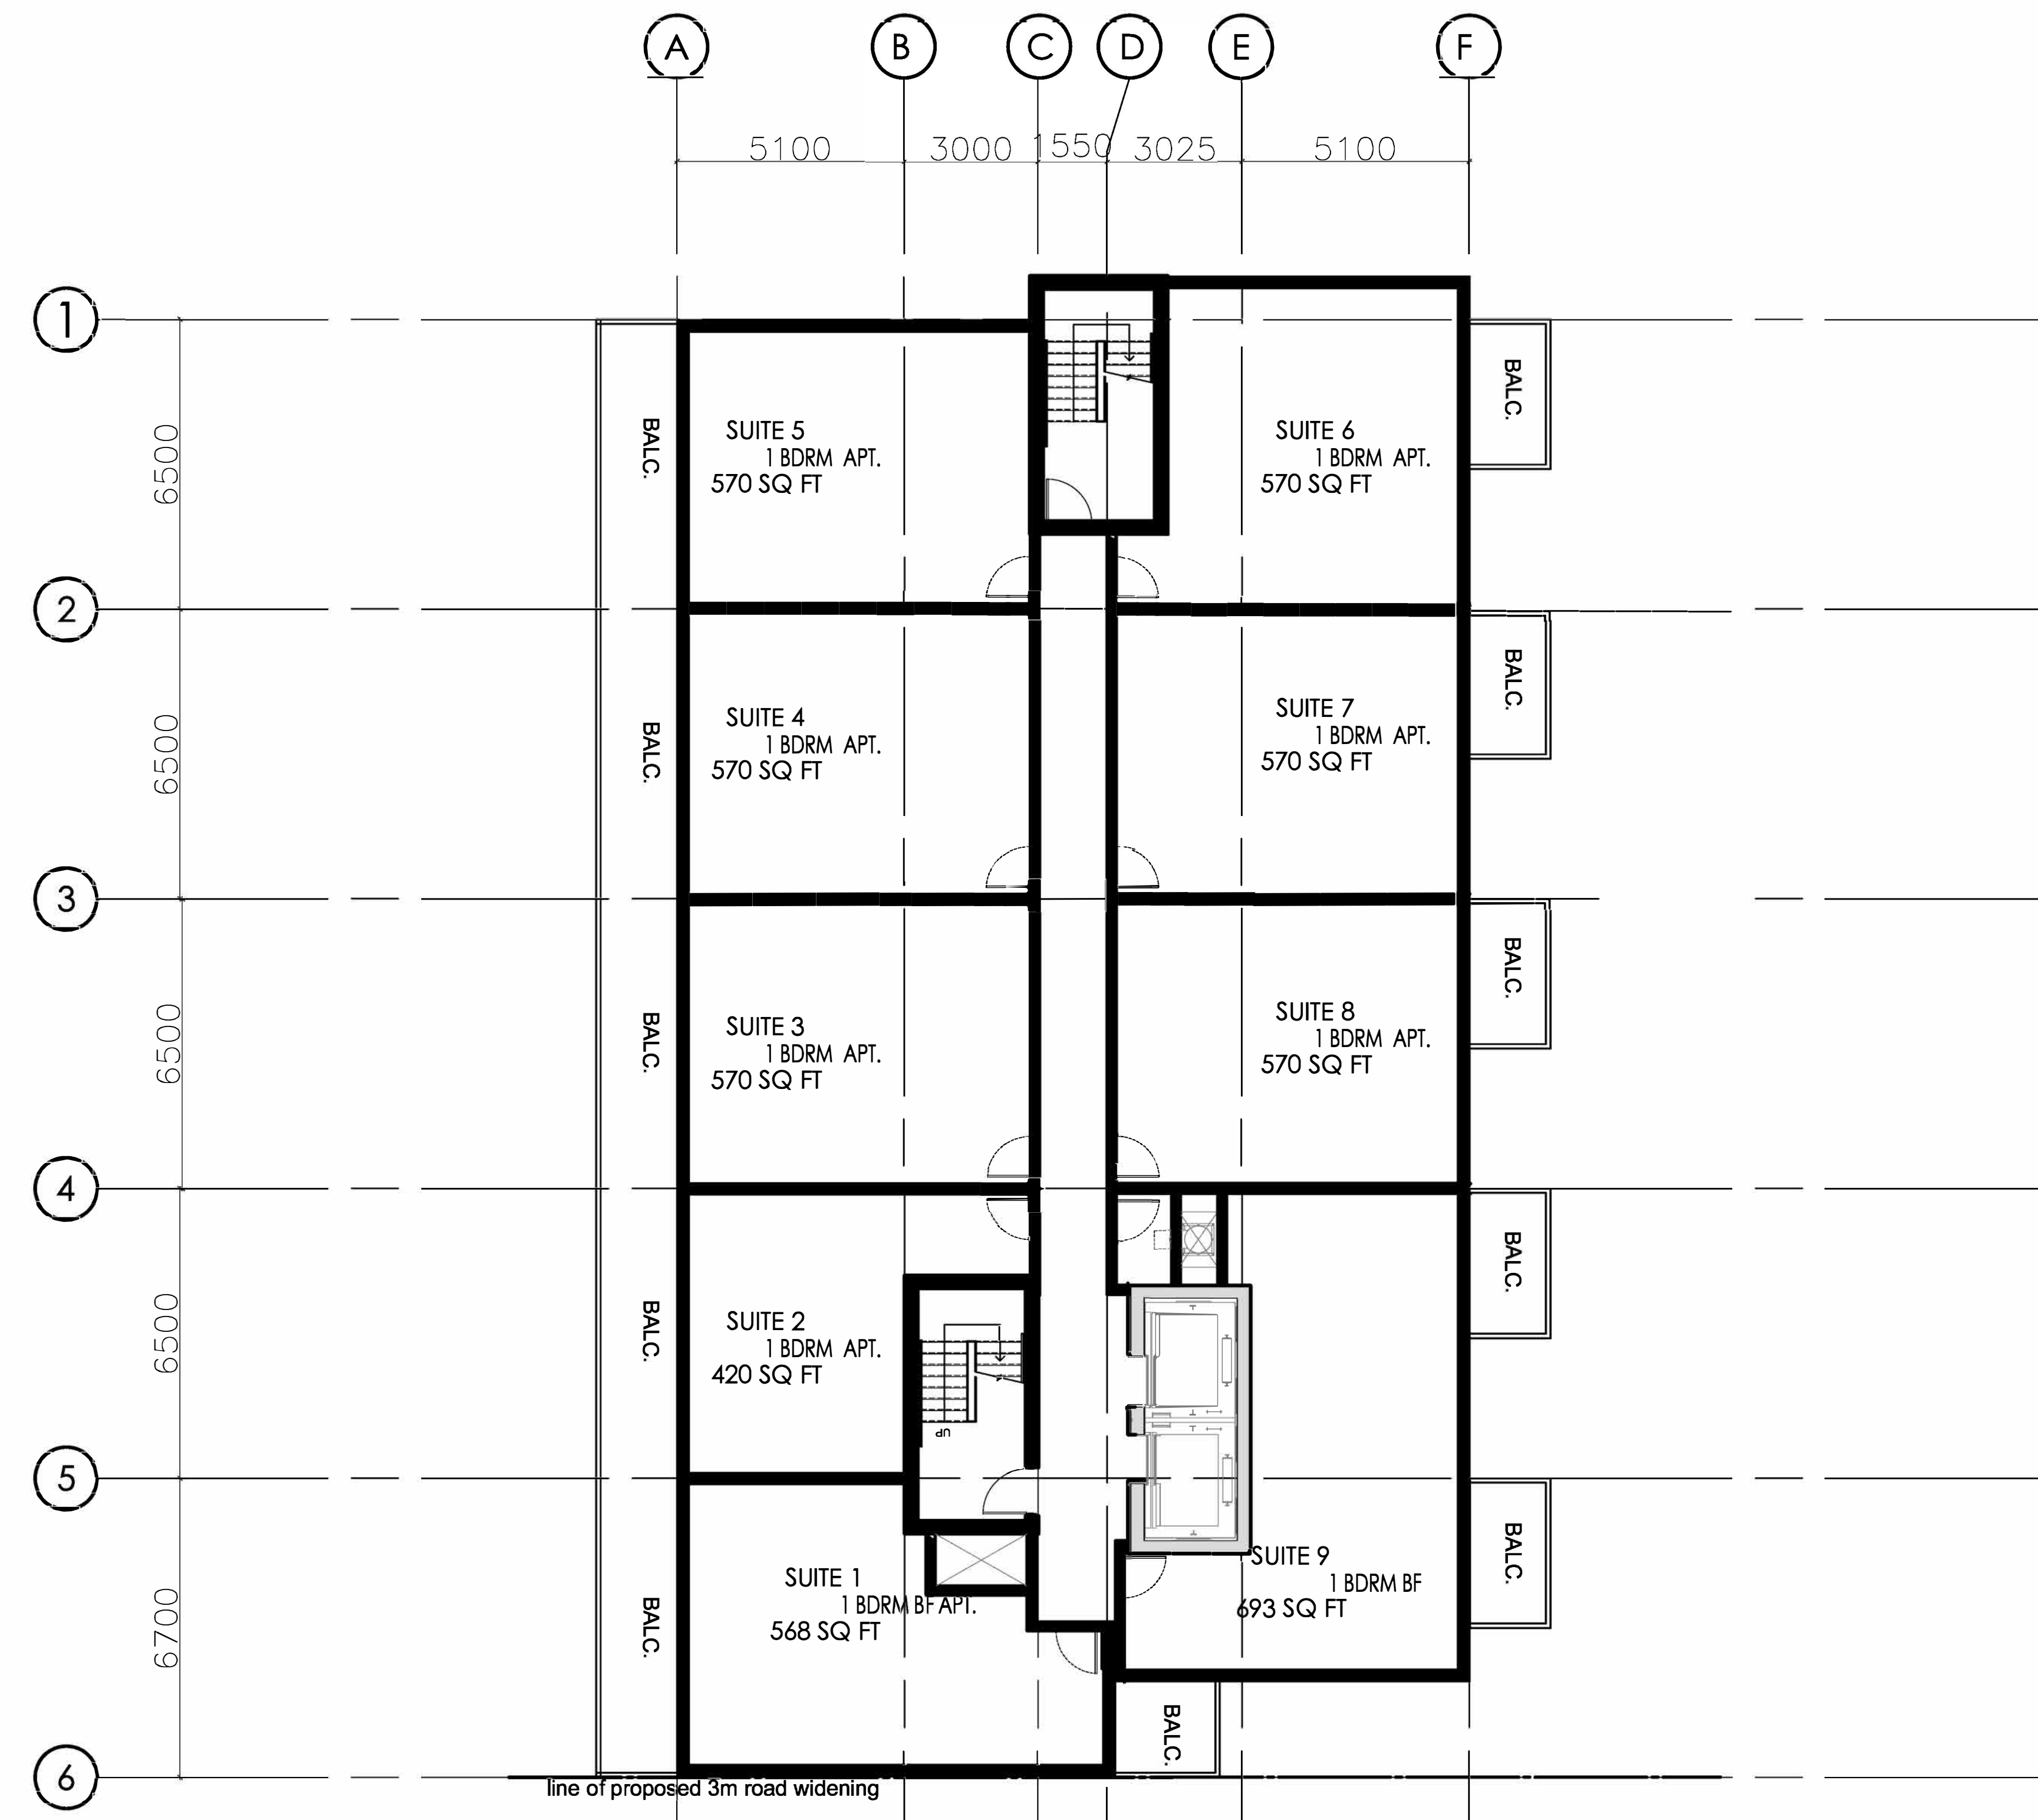 A B C D E F
5100 3000 1550 3025 5100
1
6500
BALC.
SUITE 5
1 BDRM APT.
570 SQ FT
SUITE 6
1 BDRM APT.
570 SQ FT
BALC.
2
6500
BALC.
SUITE 4
1 BDRM APT.
570 SQ FT
SUITE 7
1 BDRM APT.
570 SQ FT
BALC.
3
6500
BALC.
SUITE 3
1 BDRM APT.
570 SQ FT
SUITE 8
1 BDRM APT.
570 SQ FT
BALC.
4
6500
BALC.
SUITE 2
1 BDRM APT.
420 SQ FT
UP
BALC.
5
6700
BALC.
SUITE 1
1 BDRM BF APT.
568 SQ FT
SUITE 9
1 BDRM BF
693 SQ FT
BALC.
BALC.
6
line of proposed 3m road widening